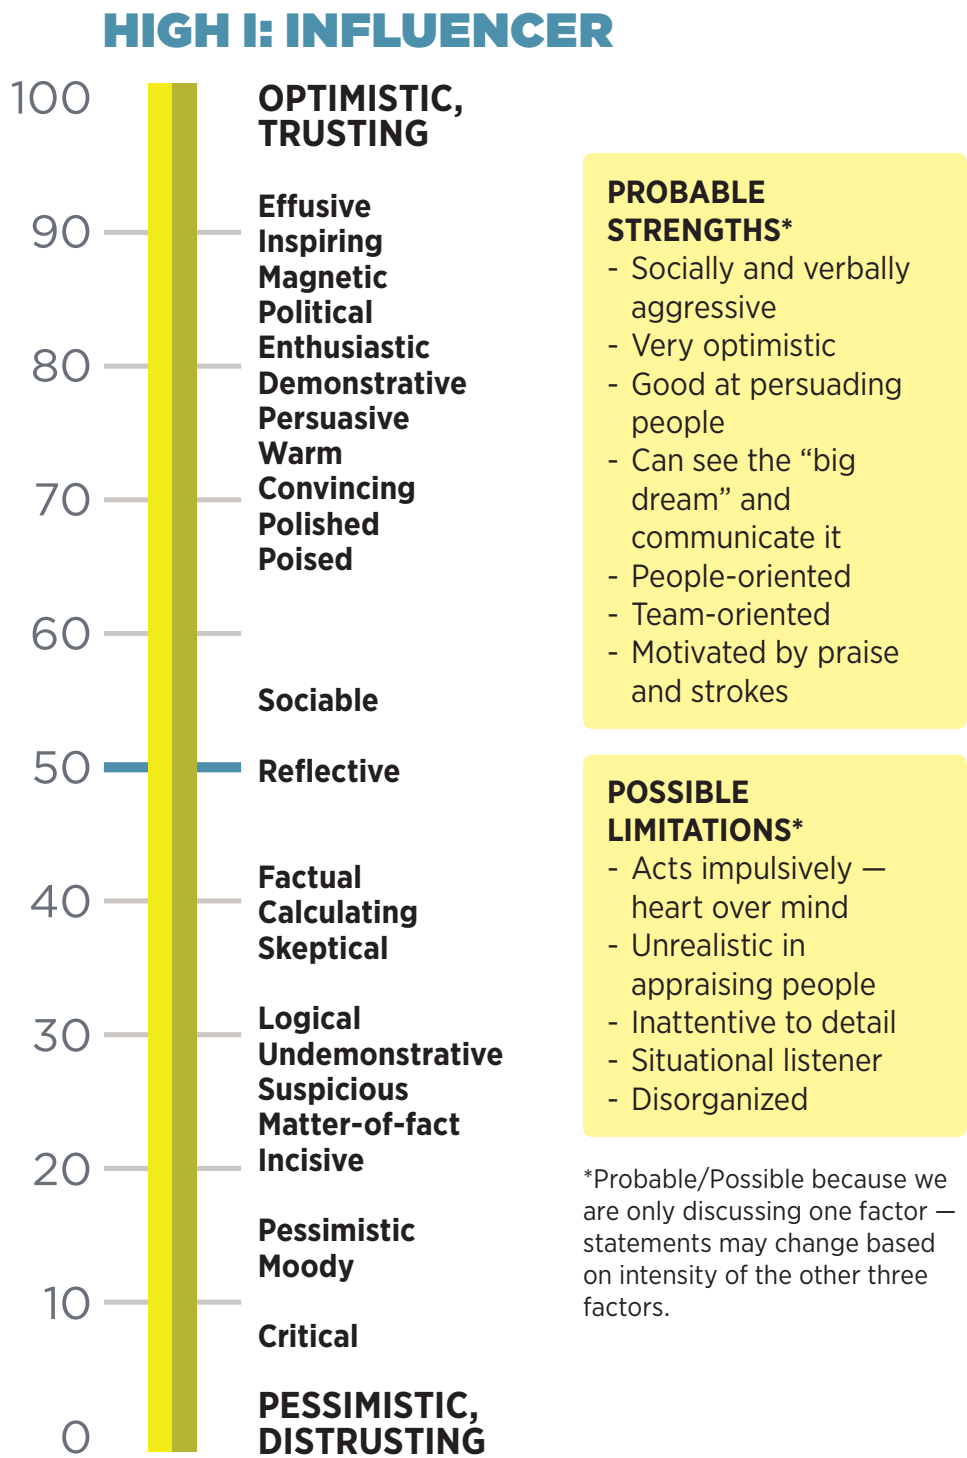 HIGH I: INFLUENCER
100
OPTIMISTIC,
TRUSTING
Effusive
90
Inspiring
Magnetic
Political
Enthusiastic
80
Demonstrative
Persuasive
Warm
Convincing
70
Polished
Poised
60
Sociable
50
Reflective
Factual
40
Calculating
Skeptical
Logical
30
Undemonstrative
Suspicious
Matter-of-fact
Incisive
20
Pessimistic
Moody
10
Critical
PESSIMISTIC,
0
DISTRUSTING
PROBABLE
STRENGTHS*
- Socially and verbally
aggressive
- Very optimistic
- Good at persuading
people
- Can see the “big
dream” and
communicate it
- People-oriented
- Team-oriented
- Motivated by praise
and strokes
POSSIBLE
LIMITATIONS*
- Acts impulsively —
heart over mind
- Unrealistic in
appraising people
- Inattentive to detail
- Situational listener
- Disorganized
*Probable/Possible because we
are only discussing one factor —
statements may change based
on intensity of the other three
factors.